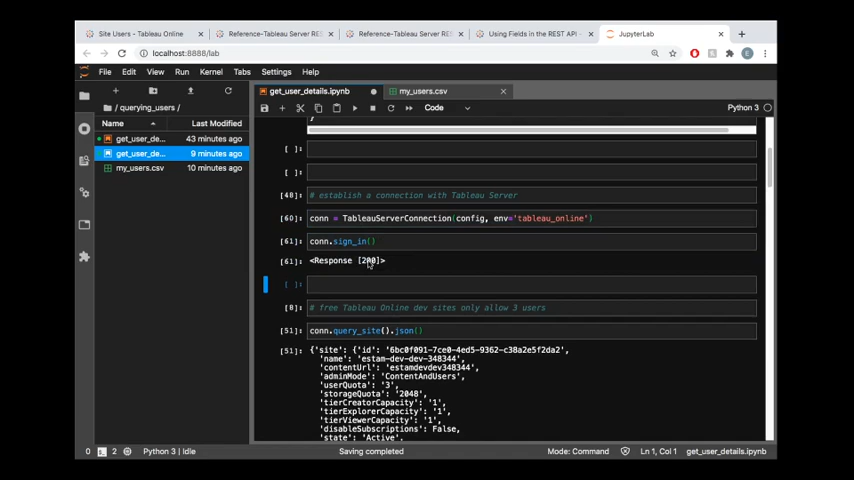 Site Users - Tableau Online
Reference-Tableau Server RES
Reference-Tableau Server RES
Using Fields in the REST API -
JupyterLab
localhost:8888/lab
File Edit View Run Kernel Tabs Settings Help
get_user_details.ipynb
my_users.csv
/ querying_users /
Code
Python 3
Name
Last Modified
get_user_de...
43 minutes ago
get_user_de...
9 minutes ago
my_users.csv
10 minutes ago
}
[ ]:
[ ]:
[48]: # establish a connection with Tableau Server
[60]: conn = TableauServerConnection(config, env='tableau_online')
[61]: conn.sign_in()
[61]: <Response [200]>
[ ]:
[8]: # free Tableau Online dev sites only allow 3 users
[51]: conn.query_site().json()
[51]: {'site': {'id': '6bc0f091-7ce0-4ed5-9362-c38a2e5f2da2',
'name': 'estam-dev-dev-348344',
'contentUrl': 'estamdevdev348344',
'adminMode': 'ContentAndUsers',
'userQuota': '3',
'storageQuota': '2048',
'tierCreatorCapacity': '1',
'tierExplorerCapacity': '1',
'tierViewerCapacity': '1',
'disableSubscriptions': False,
'state': 'Active',
0
2
Python 3 | Idle
Saving completed
Mode: Command
Ln 1, Col 1
get_user_details.ipynb